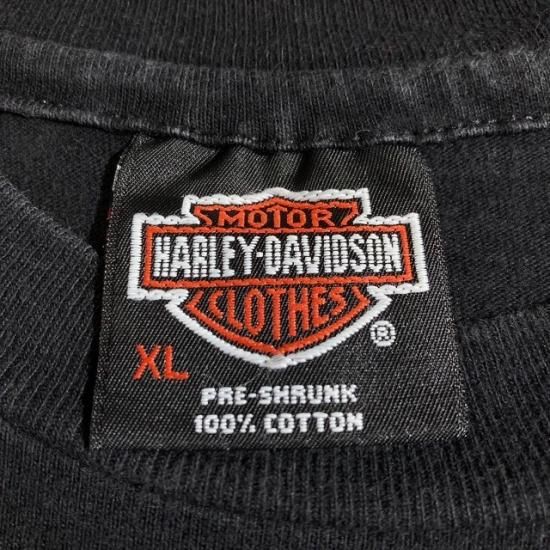 MOTOR
HARLEY-DAVIDSON
CLOTHES
®
XL
PRE-SHRUNK
100% COTTON